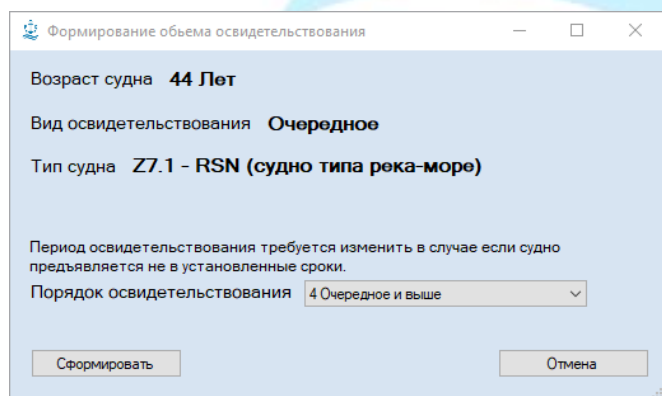 Формирование обьема освидетельствования
Возраст судна 44 Лет
Вид освидетельствования Очередное
Тип судна Z7.1 - RSN (судно типа река-море)
Период освидетельствования требуется изменить в случае если судно
предъявляется не в установленные сроки.
Порядок освидетельствования 4 Очередное и выше
Сформировать Отмена